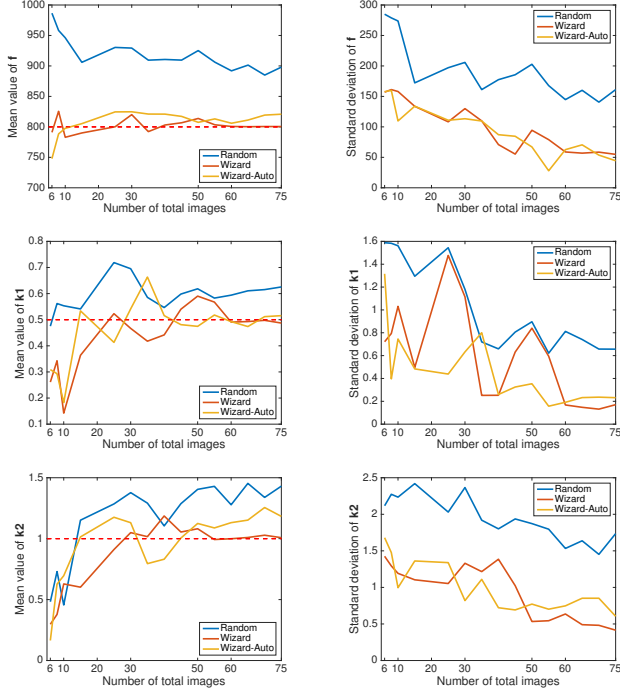 1000
950
900
850
800
750
700
Mean value of f
6 10 20 30 40 50 60 75
Number of total images
Random
Wizard
Wizard-Auto
300
250
200
150
100
50
0
Standard deviation of f
6 10 20 30 40 50 60 75
Number of total images
Random
Wizard
Wizard-Auto
0.8
0.7
0.6
0.5
0.4
0.3
0.2
0.1
Mean value of k1
6 10 20 30 40 50 60 75
Number of total images
Random
Wizard
Wizard-Auto
1.6
1.4
1.2
1
0.8
0.6
0.4
0.2
0
Standard deviation of k1
6 10 20 30 40 50 60 75
Number of total images
Random
Wizard
Wizard-Auto
1.5
1
0.5
0
Mean value of k2
6 10 20 30 40 50 60 75
Number of total images
Random
Wizard
Wizard-Auto
2.5
2
1.5
1
0.5
0
Standard deviation of k2
6 10 20 30 40 50 60 75
Number of total images
Random
Wizard
Wizard-Auto